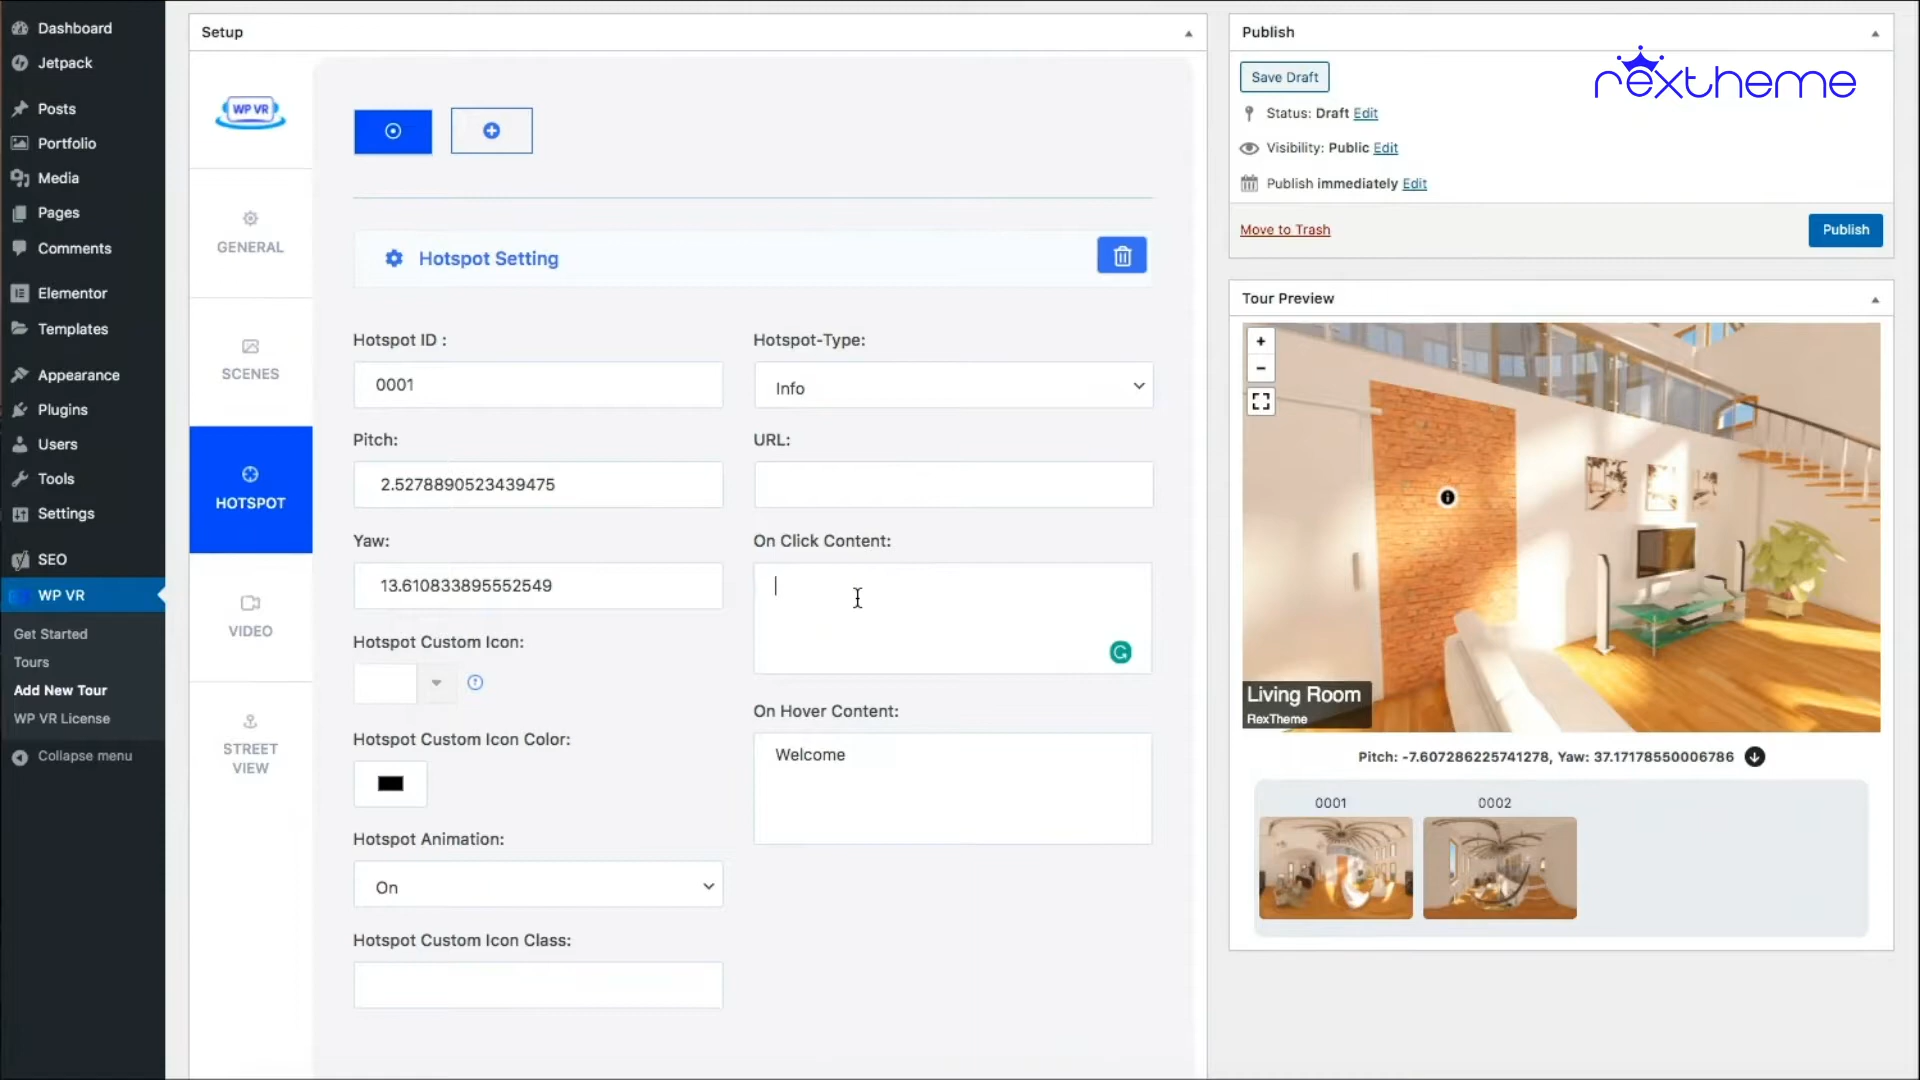 Dashboard
Jetpack
Posts
Portfolio
Media
Pages
Comments
Elementor
Templates
Appearance
Plugins
Users
Tools
Settings
SEO
WP VR
Get Started
Tours
Add New Tour
WP VR License
Collapse menu
Setup
WP VR
GENERAL
SCENES
HOTSPOT
VIDEO
STREET
VIEW
Hotspot Setting
Hotspot ID :
0001
Pitch:
2.5278890523439475
Yaw:
13.610833895552549
Hotspot Custom Icon:
Hotspot Custom Icon Color:
Hotspot Animation:
On
Hotspot Custom Icon Class:
Hotspot-Type:
Info
URL:
On Click Content:
On Hover Content:
Welcome
Publish
rextheme
Save Draft
Status: Draft Edit
Visibility: Public Edit
Publish immediately Edit
Move to Trash
Publish
Tour Preview
+
−
Living Room
RexTheme
Pitch: -7.607286225741278, Yaw: 37.17178550006786
0001
0002